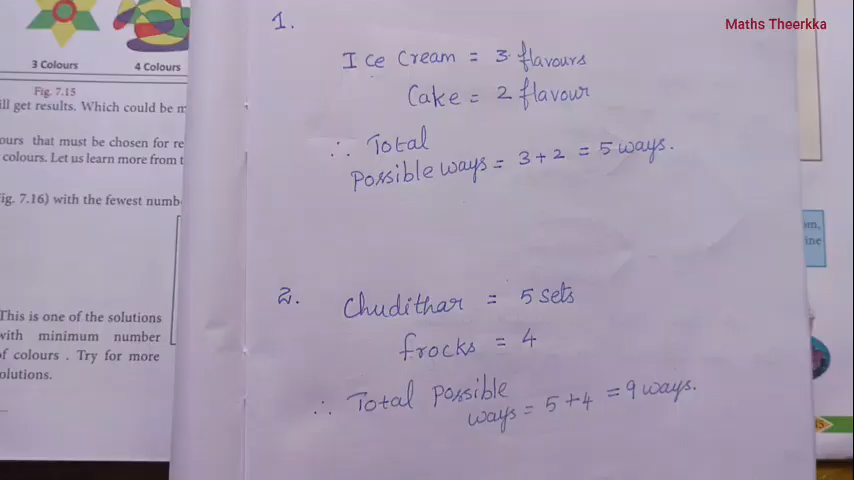 Maths Theerkka
3 Colours
4 Colours
Fig. 7.15
ill get results. Which could be m
ours that must be chosen for re
colours. Let us learn more from t
ig. 7.16) with the fewest numb
This is one of the solutions
with minimum number
of colours . Try for more
olutions.
1.
Ice Cream = 3 flavours
Cake = 2 flavour
∴ Total
possible ways = 3 + 2 = 5 ways.
2.
Chudithar = 5 sets
frocks = 4
∴ Total possible
ways = 5 + 4 = 9 ways.
om,
ine